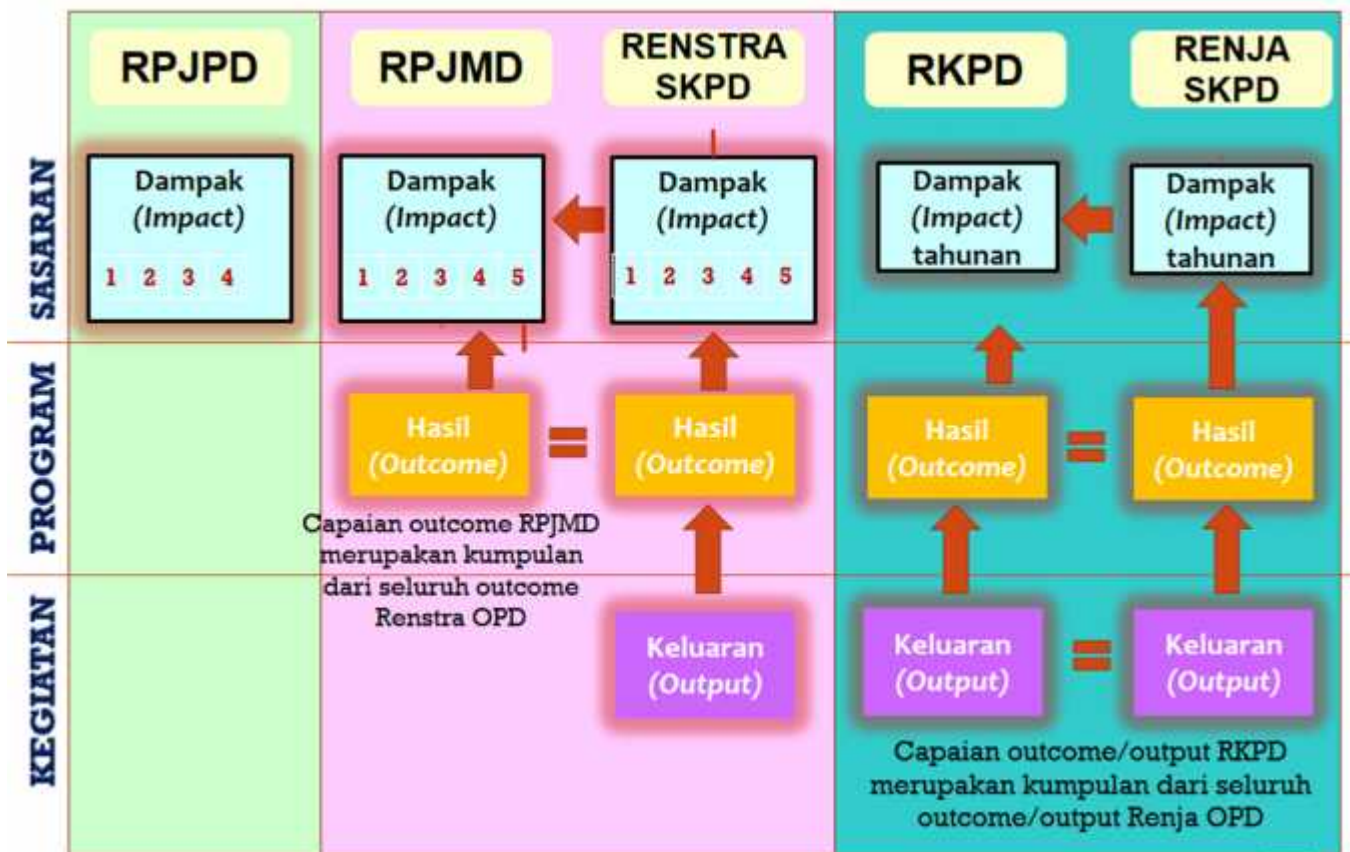 RPJPD
RPJMD
RENSTRA
SKPD
RKPD
RENJA
SKPD
SASARAN
Dampak
(Impact)
1 2 3 4
Dampak
(Impact)
1 2 3 4 5
Dampak
(Impact)
1 2 3 4 5
Dampak
(Impact)
tahunan
Dampak
(Impact)
tahunan
PROGRAM
Hasil
(Outcome)
=
Hasil
(Outcome)
Hasil
(Outcome)
=
Hasil
(Outcome)
Capaian outcome RPJMD
merupakan kumpulan
dari seluruh outcome
Renstra OPD
KEGIATAN
Keluaran
(Output)
Keluaran
(Output)
=
Keluaran
(Output)
Capaian outcome/output RKPD
merupakan kumpulan dari seluruh
outcome/output Renja OPD